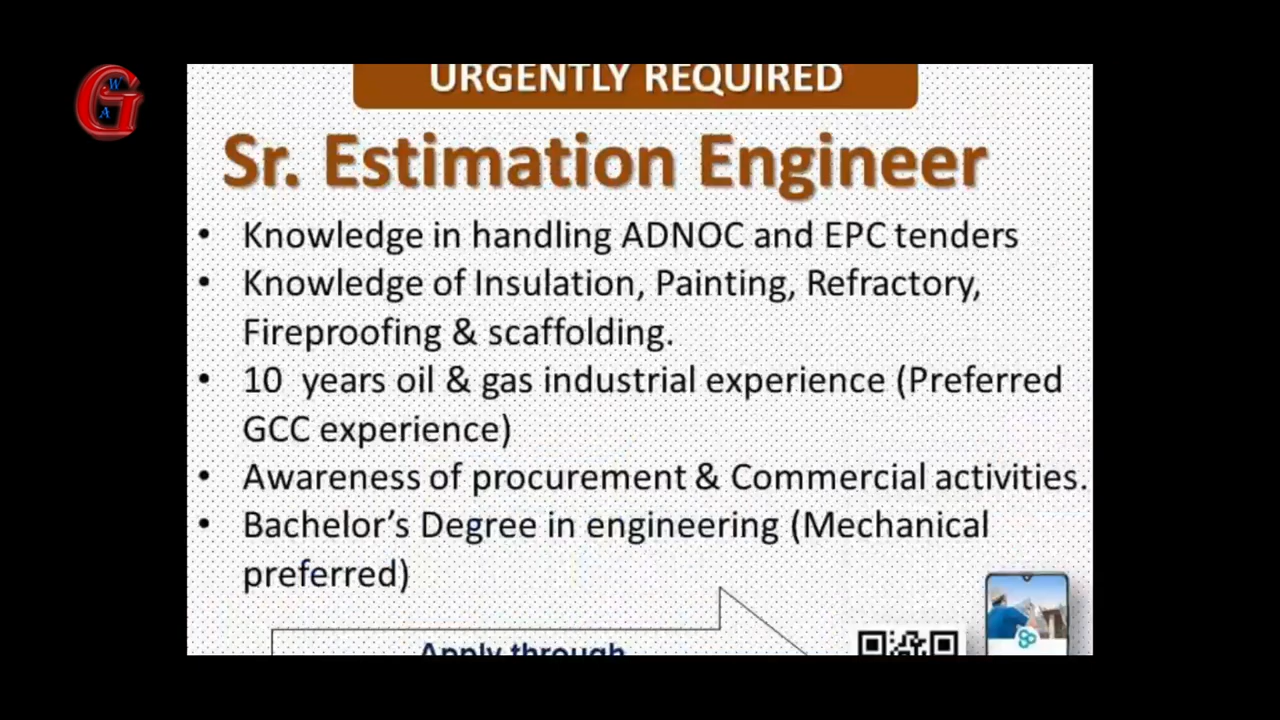 G
W
A
URGENTLY REQUIRED
Sr. Estimation Engineer
• Knowledge in handling ADNOC and EPC tenders
• Knowledge of Insulation, Painting, Refractory,
Fireproofing & scaffolding.
• 10 years oil & gas industrial experience (Preferred
GCC experience)
• Awareness of procurement & Commercial activities.
• Bachelor’s Degree in engineering (Mechanical
preferred)
Apply through